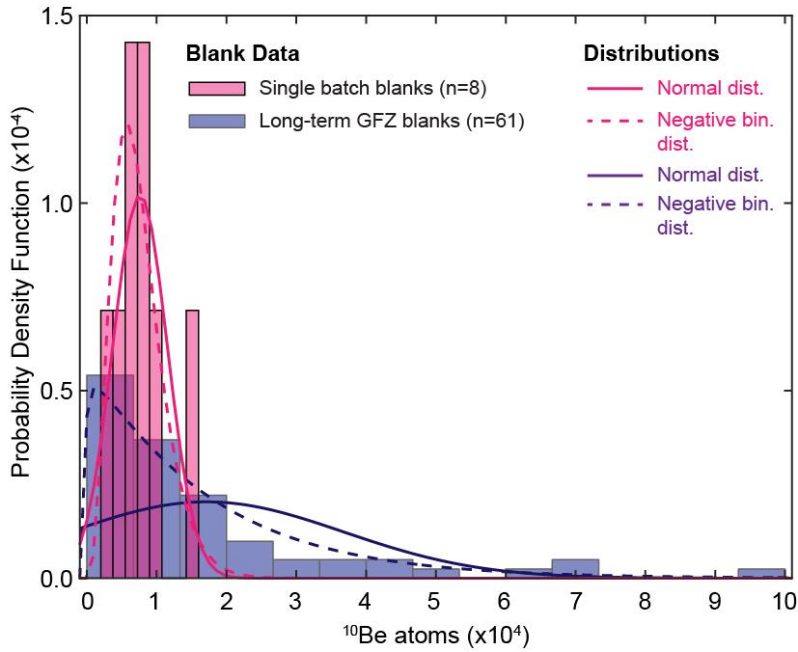 Blank Data
Single batch blanks (n=8)
Long-term GFZ blanks (n=61)
Distributions
Normal dist.
Negative bin.
dist.
Normal dist.
Negative bin.
dist.
Probability Density Function (x10⁻⁴)
1.5
1.0
0.5
0.0
0 1 2 3 4 5 6 7 8 9 10
¹⁰Be atoms (x10⁴)